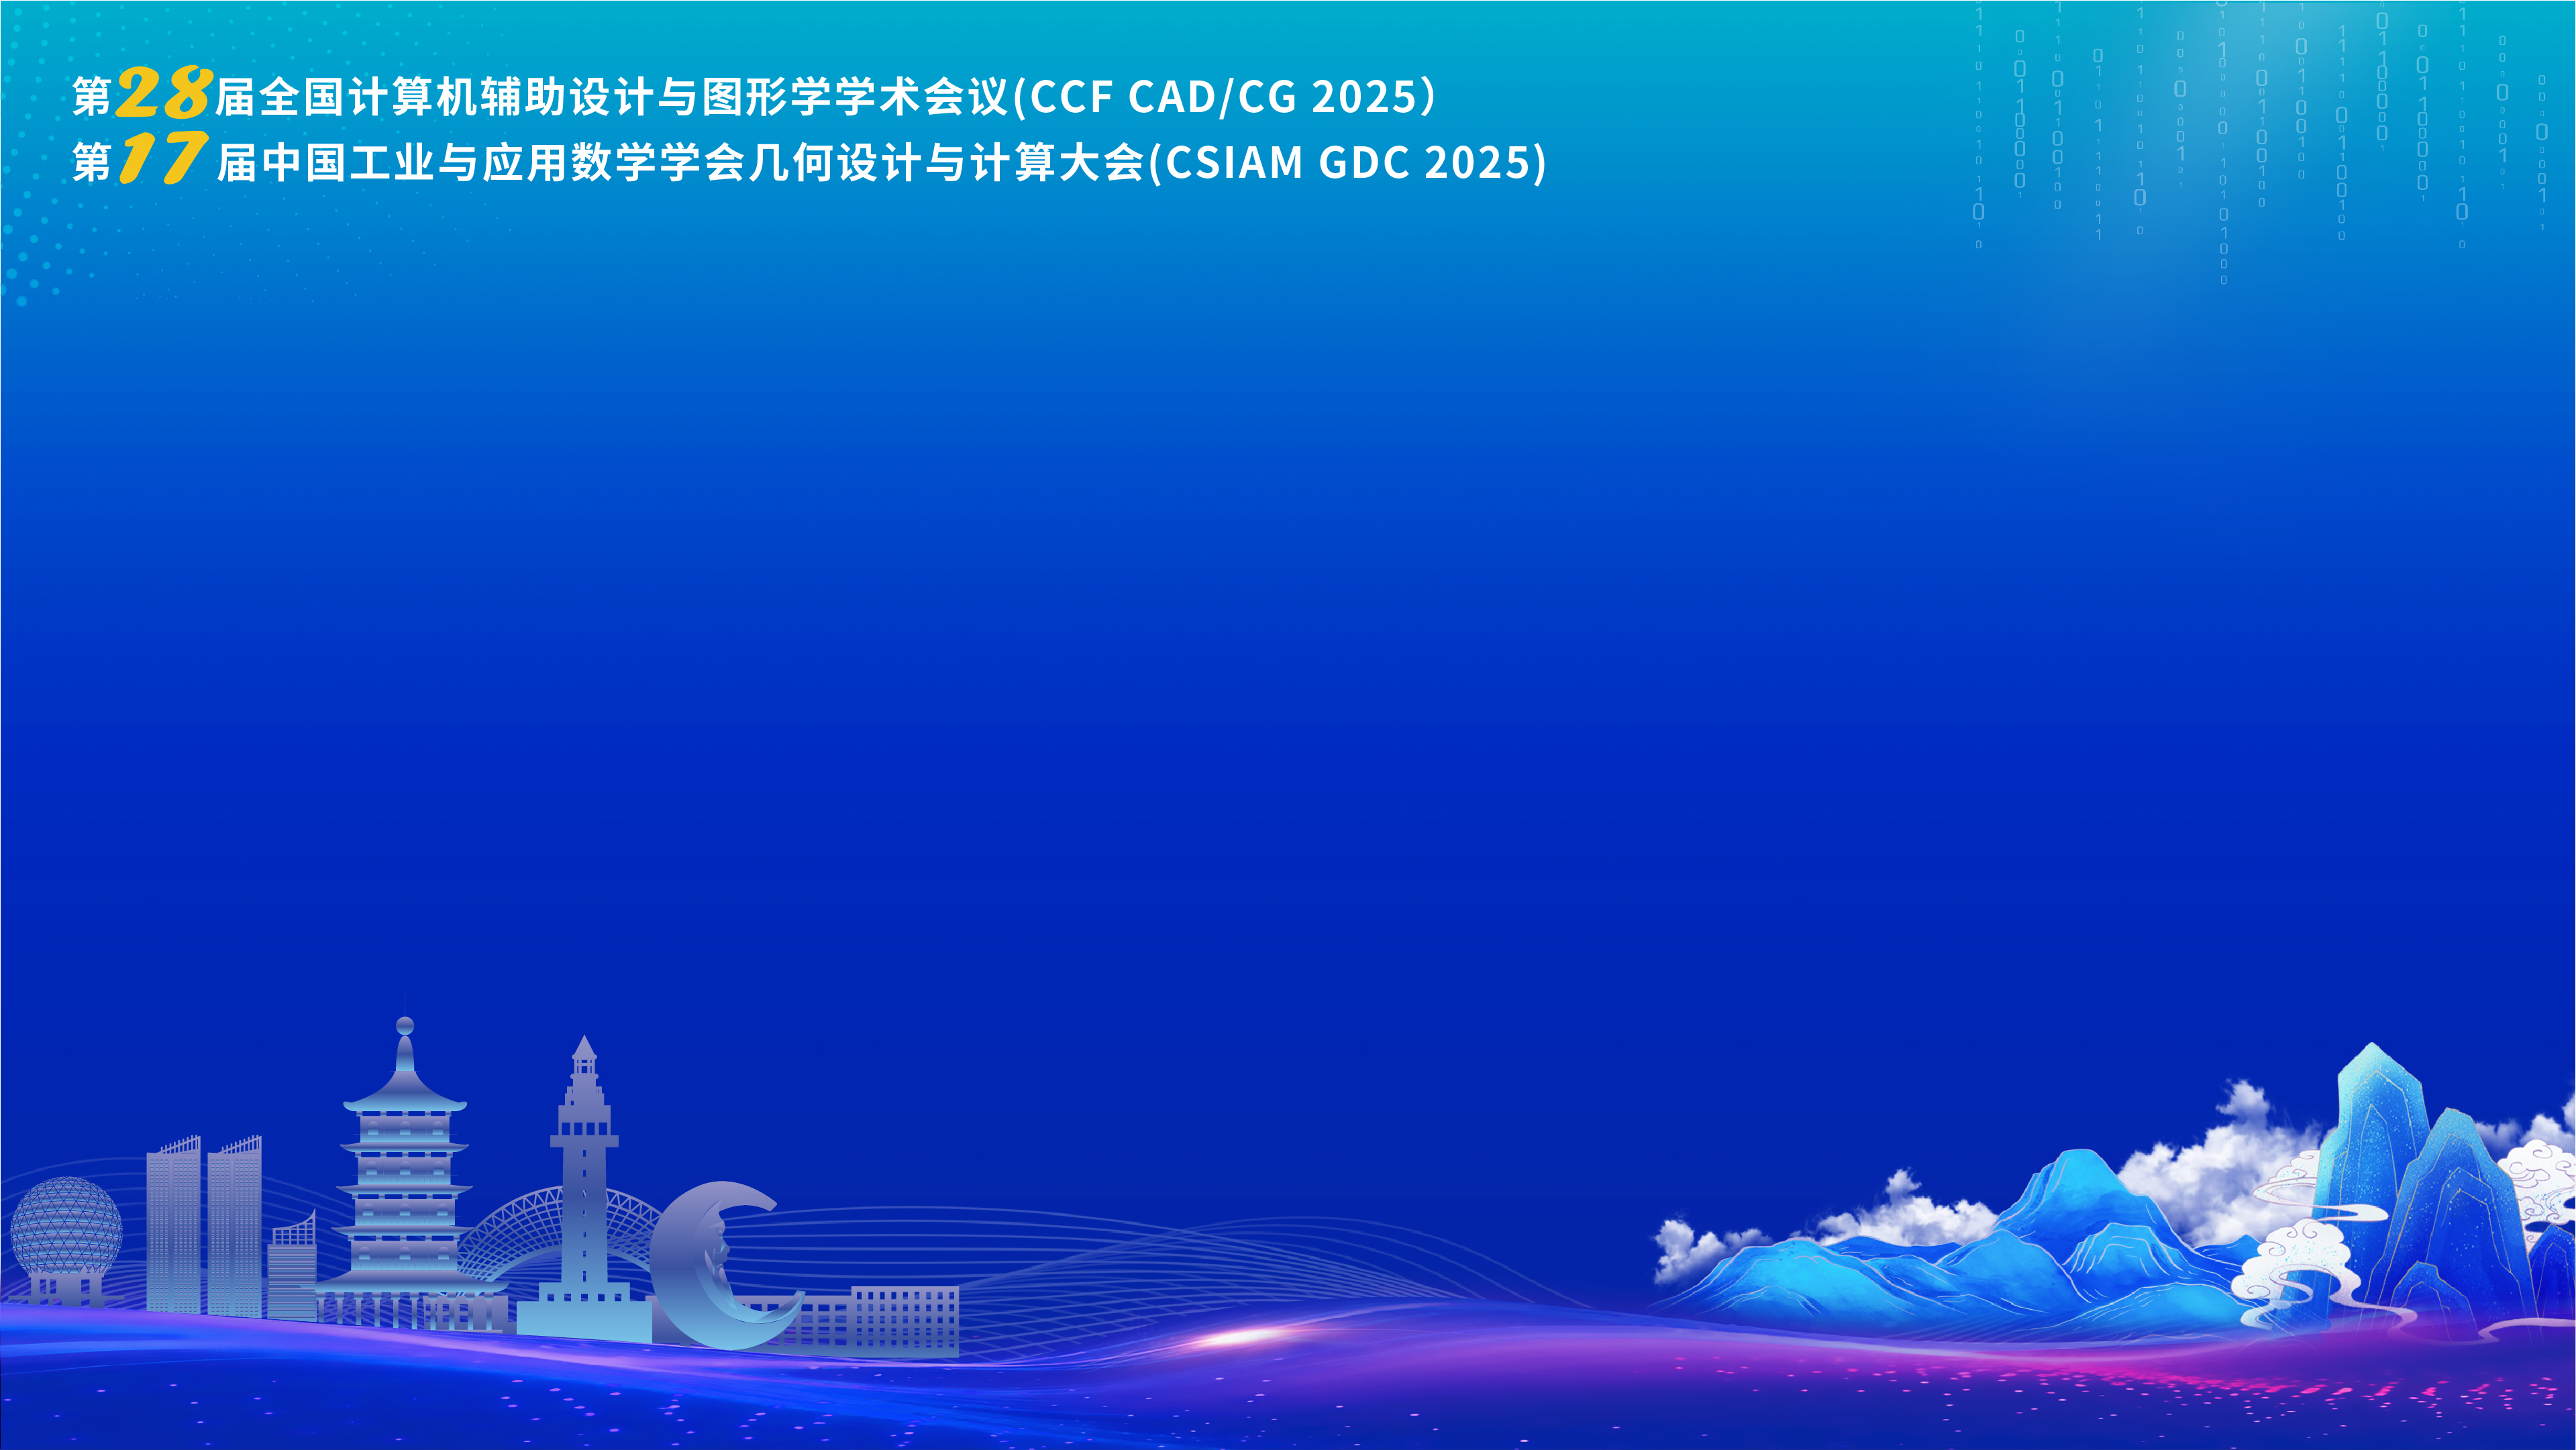 第28届全国计算机辅助设计与图形学学术会议(CCF CAD/CG 2025）
第17届中国工业与应用数学学会几何设计与计算大会(CSIAM GDC 2025)